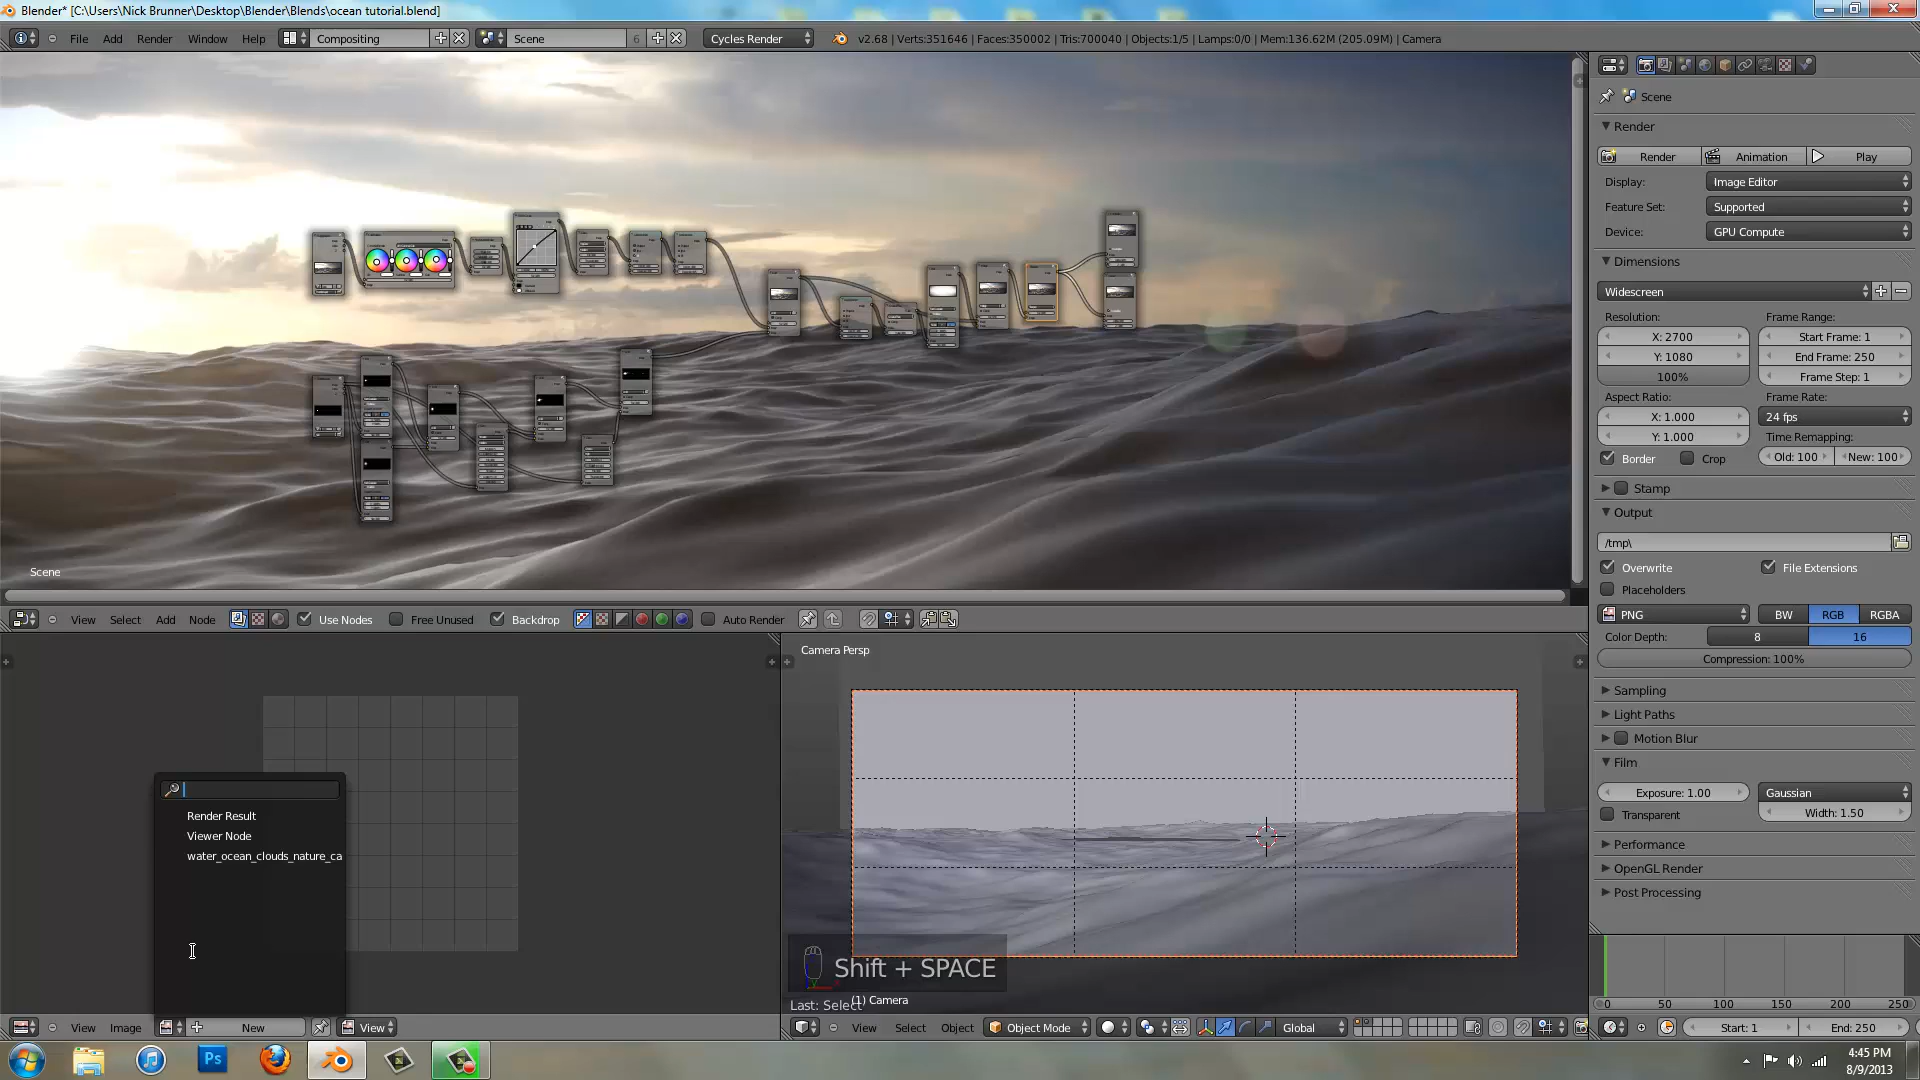 Blender* [C:\Users\Nick Brunner\Desktop\Blender\Blends\ocean tutorial.blend]
File Add Render Window Help Compositing Scene 6 Cycles Render v2.68 | Verts:351646 | Faces:350002 | Tris:700040 | Objects:1/5 | Lamps:0/0 | Mem:136.62M (205.09M) | Camera
Scene
Render
Render Animation Play
Display: Image Editor
Feature Set: Supported
Device: GPU Compute
Dimensions
Widescreen
Resolution: Frame Range:
X: 2700 Start Frame: 1
Y: 1080 End Frame: 250
100% Frame Step: 1
Aspect Ratio: Frame Rate:
X: 1.000 24 fps
Y: 1.000 Time Remapping:
Border Crop Old: 100 New: 100
Stamp
Output
/tmp\
Overwrite File Extensions
Placeholders
PNG BW RGB RGBA
Color Depth: 8 16
Compression: 100%
Sampling
Light Paths
Motion Blur
Film
Exposure: 1.00 Gaussian
Transparent Width: 1.50
Performance
OpenGL Render
Post Processing
Scene
View Select Add Node Use Nodes Free Unused Backdrop Auto Render
Camera Persp
Render Result
Viewer Node
water_ocean_clouds_nature_ca
Shift + SPACE
Last: Select
(1) Camera
0 50 100 150 200 250
View Image New View
View Select Object Object Mode Global
Start: 1 End: 250
Ps
4:45 PM
8/9/2013